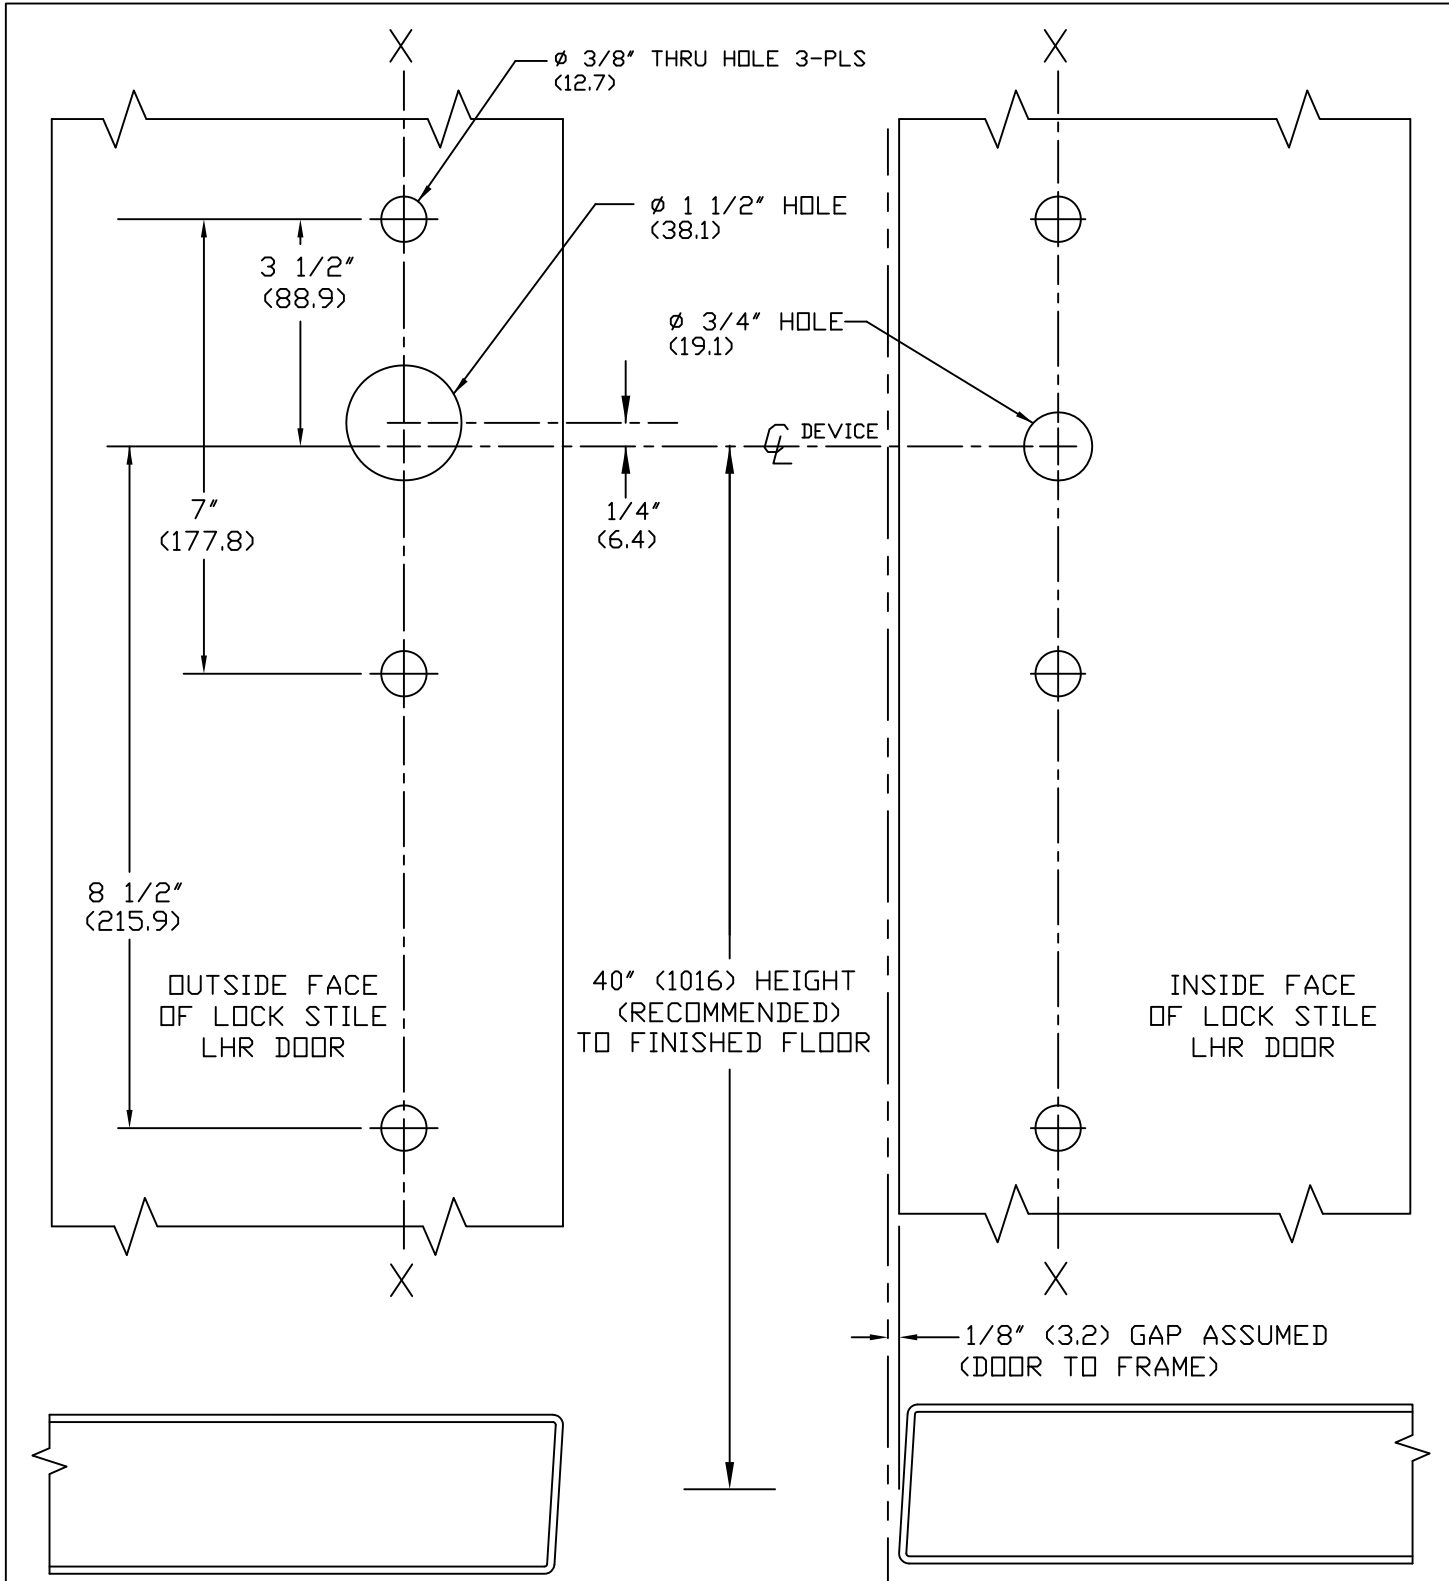 X
X
ø 3/8" THRU HOLE 3-PLS
(12.7)
ø 1 1/2" HOLE
(38.1)
3 1/2"
(88.9)
ø 3/4" HOLE
(19.1)
℄ DEVICE
7"
(177.8)
1/4"
(6.4)
8 1/2"
(215.9)
OUTSIDE FACE
OF LOCK STILE
LHR DOOR
40" (1016) HEIGHT
(RECOMMENDED)
TO FINISHED FLOOR
INSIDE FACE
OF LOCK STILE
LHR DOOR
X
X
1/8" (3.2) GAP ASSUMED
(DOOR TO FRAME)